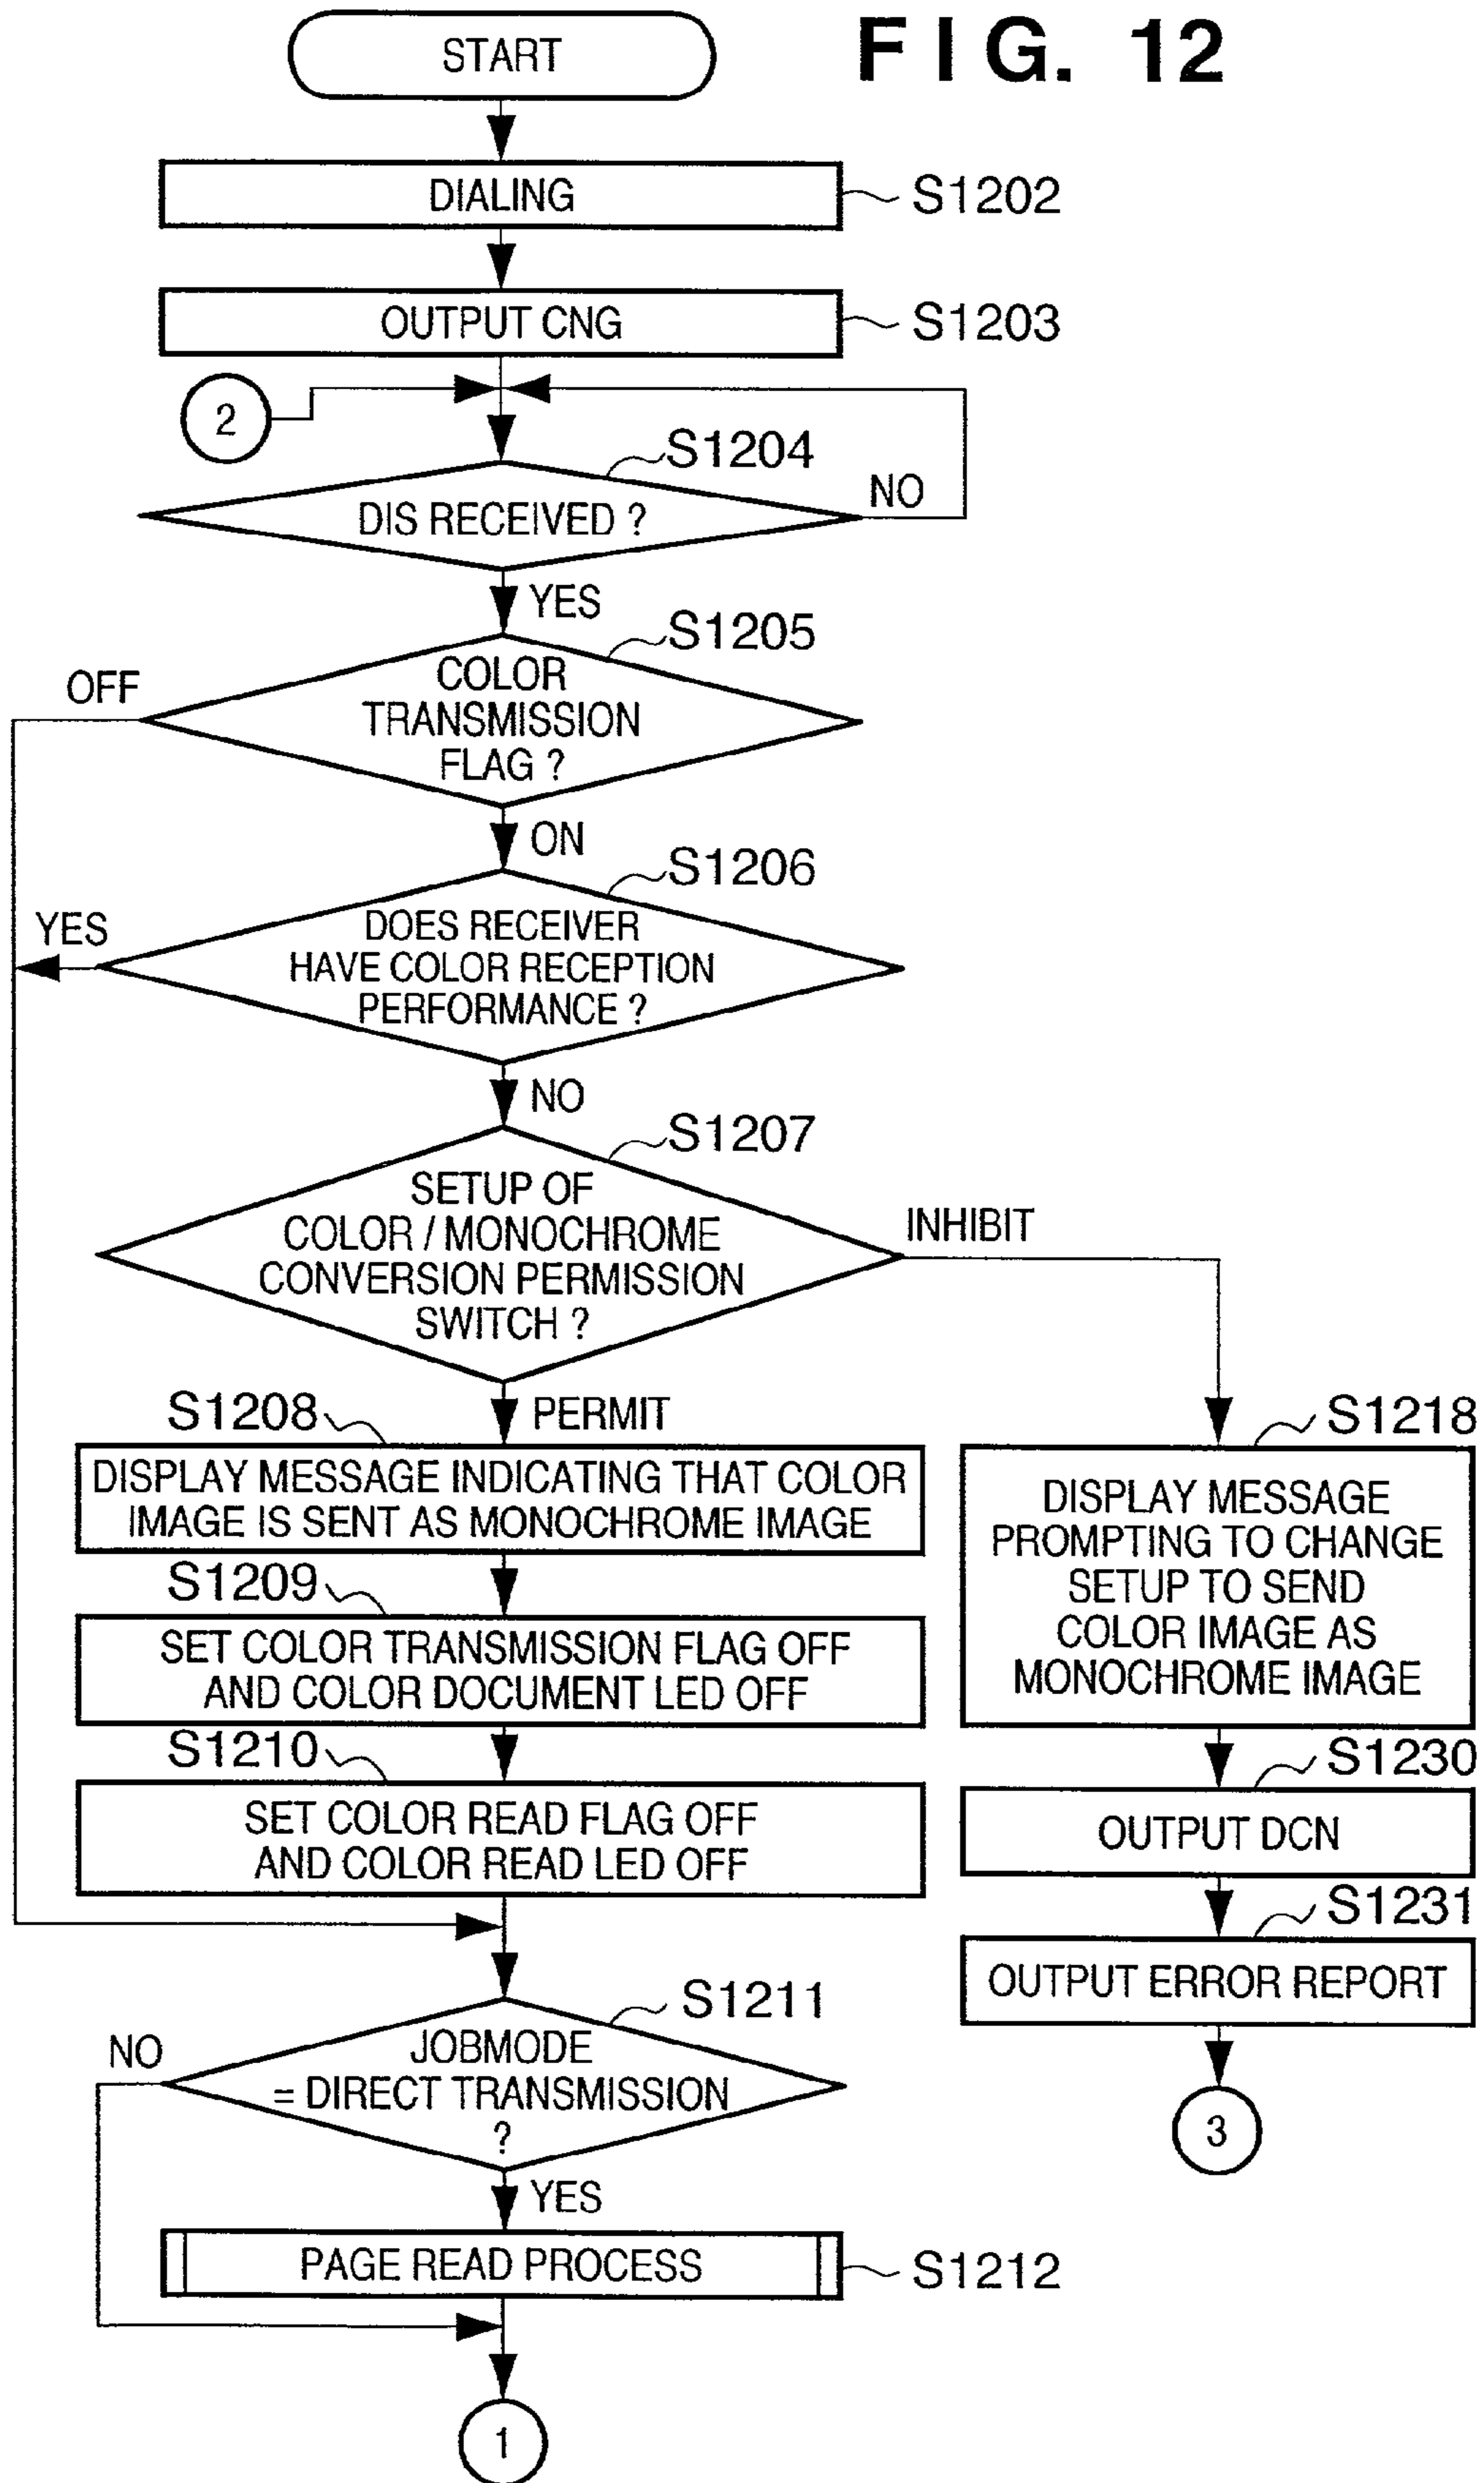 FIG. 12
START
DIALING
S1202
OUTPUT CNG
S1203
2
S1204
DIS RECEIVED ?
NO
YES
S1205
OFF
COLOR
TRANSMISSION
FLAG ?
ON
S1206
YES
DOES RECEIVER
HAVE COLOR RECEPTION
PERFORMANCE ?
NO
S1207
SETUP OF
COLOR / MONOCHROME
CONVERSION PERMISSION
SWITCH ?
INHIBIT
S1208
PERMIT
DISPLAY MESSAGE INDICATING THAT COLOR
IMAGE IS SENT AS MONOCHROME IMAGE
S1209
SET COLOR TRANSMISSION FLAG OFF
AND COLOR DOCUMENT LED OFF
S1210
SET COLOR READ FLAG OFF
AND COLOR READ LED OFF
S1218
DISPLAY MESSAGE
PROMPTING TO CHANGE
SETUP TO SEND
COLOR IMAGE AS
MONOCHROME IMAGE
S1230
OUTPUT DCN
S1231
OUTPUT ERROR REPORT
3
S1211
NO
JOBMODE
= DIRECT TRANSMISSION
?
YES
PAGE READ PROCESS
S1212
1